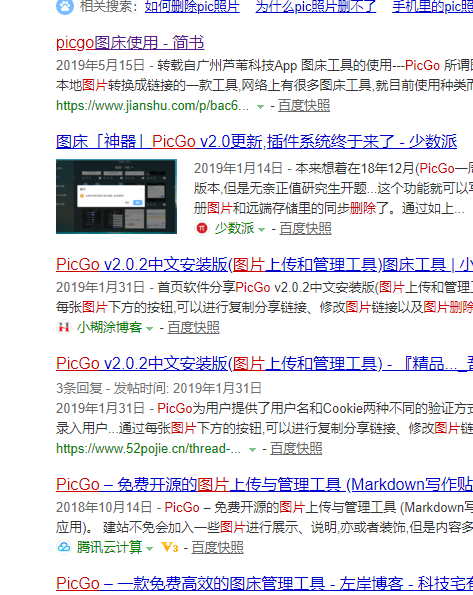 相关搜索: 如何删除pic照片 为什么pic照片删不了 手机里的pic照
picgo图床使用 - 简书
2019年5月15日 - 转载自广州芦苇科技App 图床工具的使用---PicGo 所谓
本地图片转换成链接的一款工具,网络上有很多图床工具,就目前使用种类而
https://www.jianshu.com/p/bac6... - 百度快照
图床「神器」PicGo v2.0更新,插件系统终于来了 - 少数派
2019年1月14日 - 本来想着在18年12月(PicGo一周
版本,但是无奈正值研究生开题...这个功能就可以写
册图片和远端存储里的同步删除了。通过如上...
少数派 - 百度快照
PicGo v2.0.2中文安装版(图片上传和管理工具)图床工具 | 小
2019年1月31日 - 首页软件分享PicGo v2.0.2中文安装版(图片上传和管理工
每张图片下方的按钮,可以进行复制分享链接、修改图片链接以及图片删除
小糊涂博客 - 百度快照
PicGo v2.0.2中文安装版(图片上传和管理工具) - 『精品..._吾
3条回复 - 发帖时间: 2019年1月31日
2019年1月31日 - PicGo为用户提供了用户名和Cookie两种不同的验证方式
录入用户...通过每张图片下方的按钮,可以进行复制分享链接、修改图片链
https://www.52pojie.cn/thread-... - 百度快照
PicGo – 免费开源的图片上传与管理工具 (Markdown写作贴
2018年10月14日 - PicGo – 免费开源的图片上传与管理工具 (Markdown写
应用)。 建站不免会加入一些图片进行展示、说明,亦或者装饰,但是内容多
腾讯云计算 V3 - 百度快照
PicGo – 一款免费高效的图床管理工具 - 左岸博客 - 科技宅有